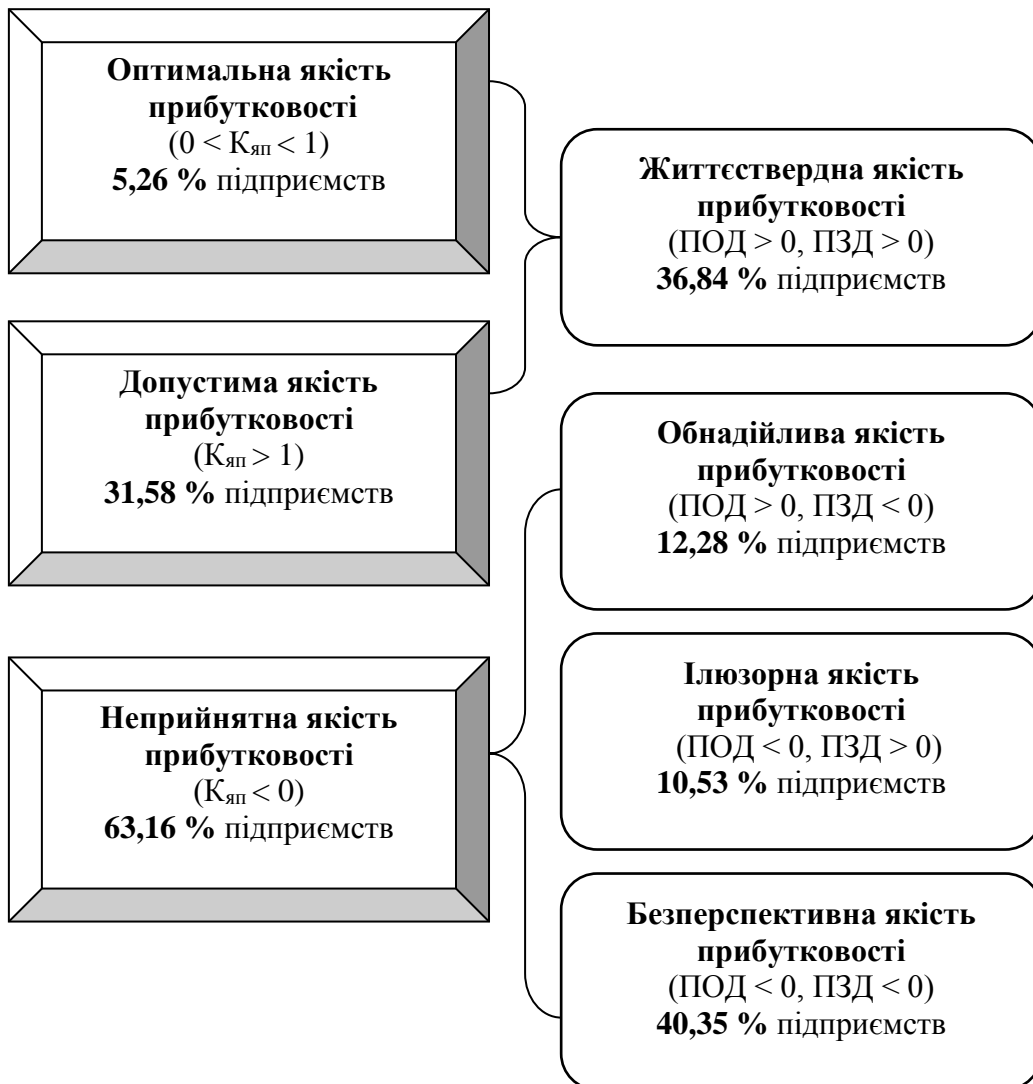 Оптимальна якість
прибутковості
(0 < Кяп < 1)
5,26 % підприємств
Допустима якість
прибутковості
(Кяп > 1)
31,58 % підприємств
Неприйнятна якість
прибутковості
(Кяп < 0)
63,16 % підприємств
Життєствердна якість
прибутковості
(ПОД > 0, ПЗД > 0)
36,84 % підприємств
Обнадійлива якість
прибутковості
(ПОД > 0, ПЗД < 0)
12,28 % підприємств
Ілюзорна якість
прибутковості
(ПОД < 0, ПЗД > 0)
10,53 % підприємств
Безперспективна якість
прибутковості
(ПОД < 0, ПЗД < 0)
40,35 % підприємств